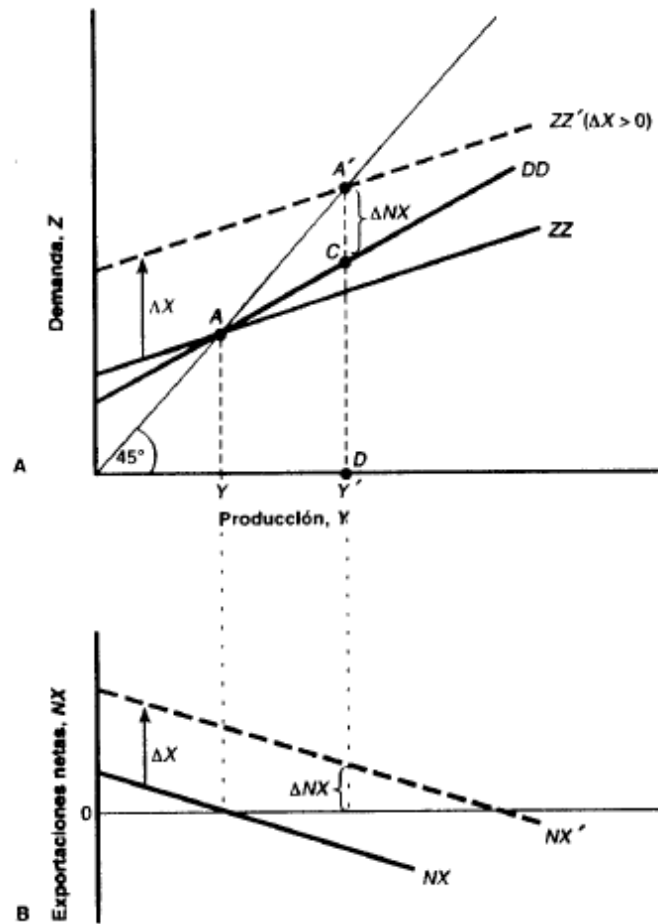 ZZ´(ΔX > 0)
A´
DD
ΔNX
ZZ
C
Demanda, Z
ΔX
A
45°
A
D
Y
Y´
Producción, Y
Exportaciones netas, NX
ΔX
ΔNX
0
NX´
NX
B